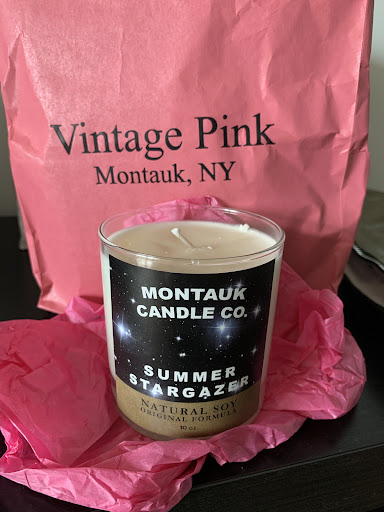 Vintage Pink
Montauk, NY
MONTAUK
CANDLE CO.
SUMMER
STARGAZER
NATURAL SOY
ORIGINAL FORMULA
10 oz